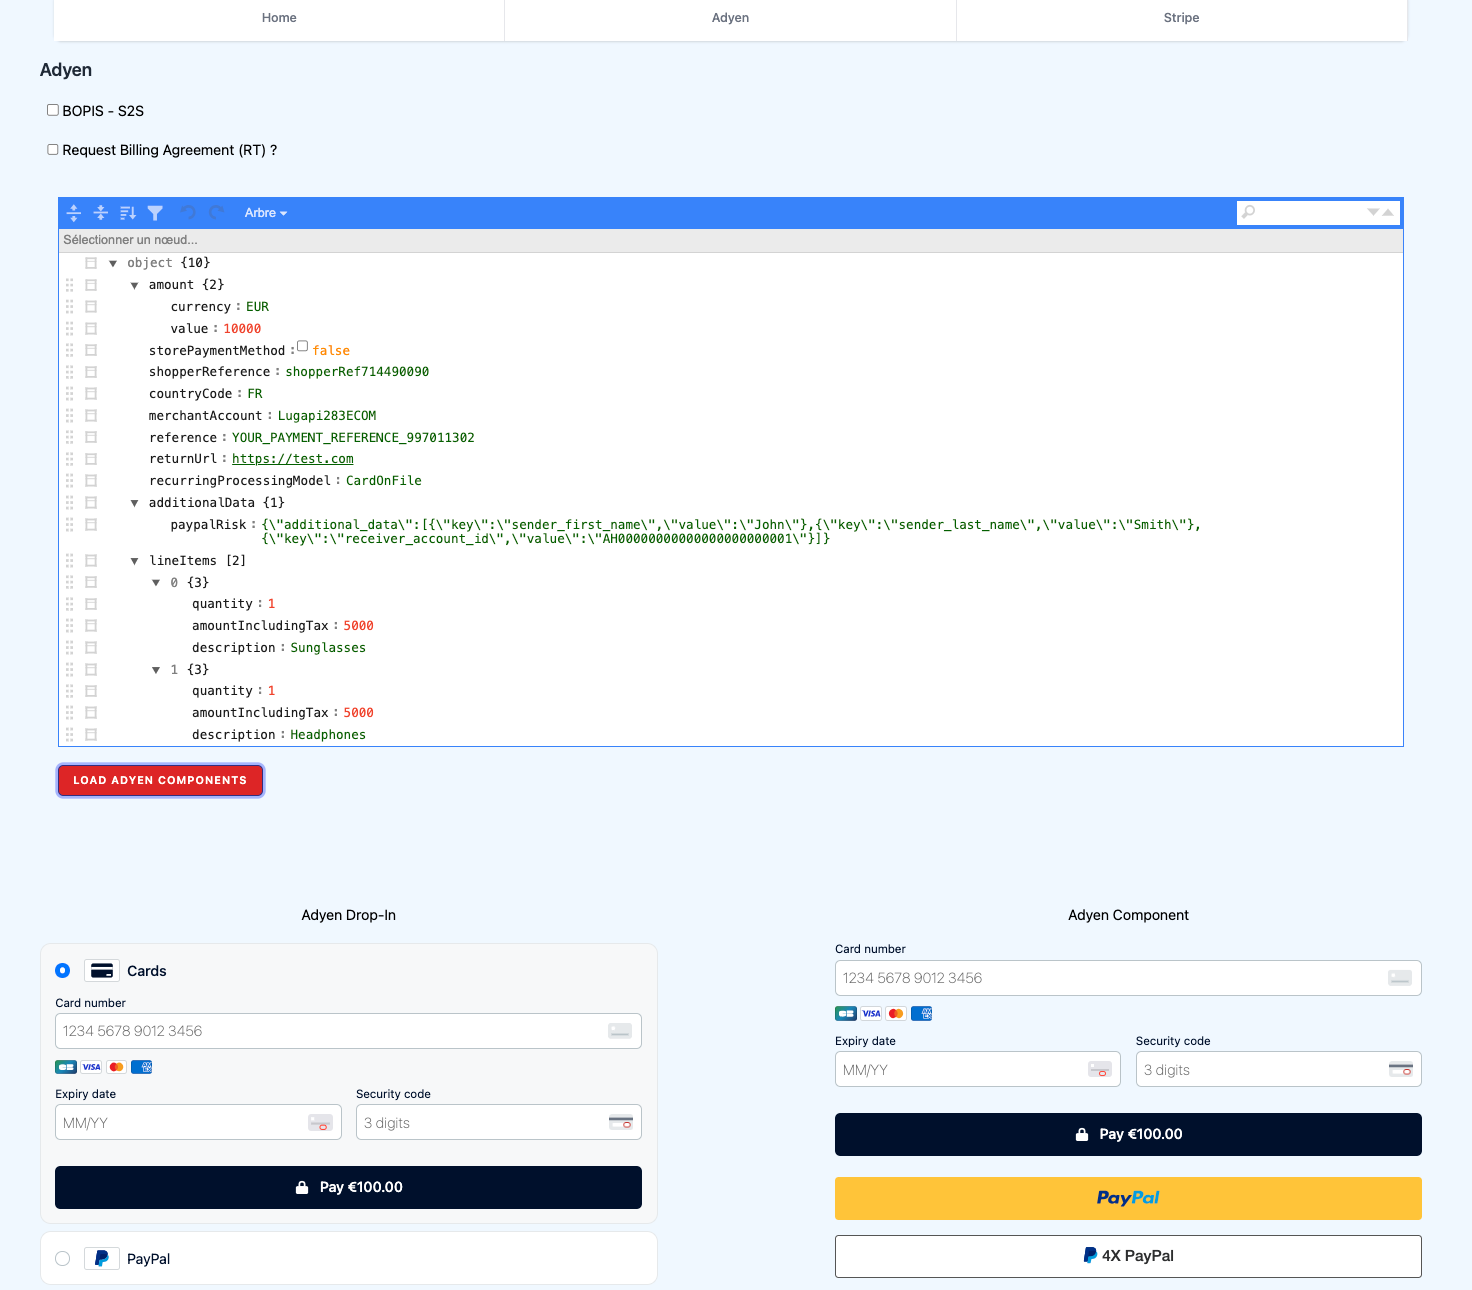 Home
Adyen
Stripe
Adyen
BOPIS - S2S
Request Billing Agreement (RT) ?
Arbre
Sélectionner un nœud...
object {10}
amount {2}
currency : EUR
value : 10000
storePaymentMethod : false
shopperReference : shopperRef714490090
countryCode : FR
merchantAccount : Lugapi283ECOM
reference : YOUR_PAYMENT_REFERENCE_997011302
returnUrl : https://test.com
recurringProcessingModel : CardOnFile
additionalData {1}
paypalRisk : {\"additional_data\":[{\"key\":\"sender_first_name\",\"value\":\"John\"},{\"key\":\"sender_last_name\",\"value\":\"Smith\"},
{\"key\":\"receiver_account_id\",\"value\":\"AH00000000000000000000001\"}]}
lineItems [2]
0 {3}
quantity : 1
amountIncludingTax : 5000
description : Sunglasses
1 {3}
quantity : 1
amountIncludingTax : 5000
description : Headphones
LOAD ADYEN COMPONENTS
Adyen Drop-In
Cards
Card number
1234 5678 9012 3456
VISA
Expiry date
Security code
MM/YY
3 digits
Pay €100.00
PayPal
Adyen Component
Card number
1234 5678 9012 3456
VISA
Expiry date
Security code
MM/YY
3 digits
Pay €100.00
PayPal
4X PayPal